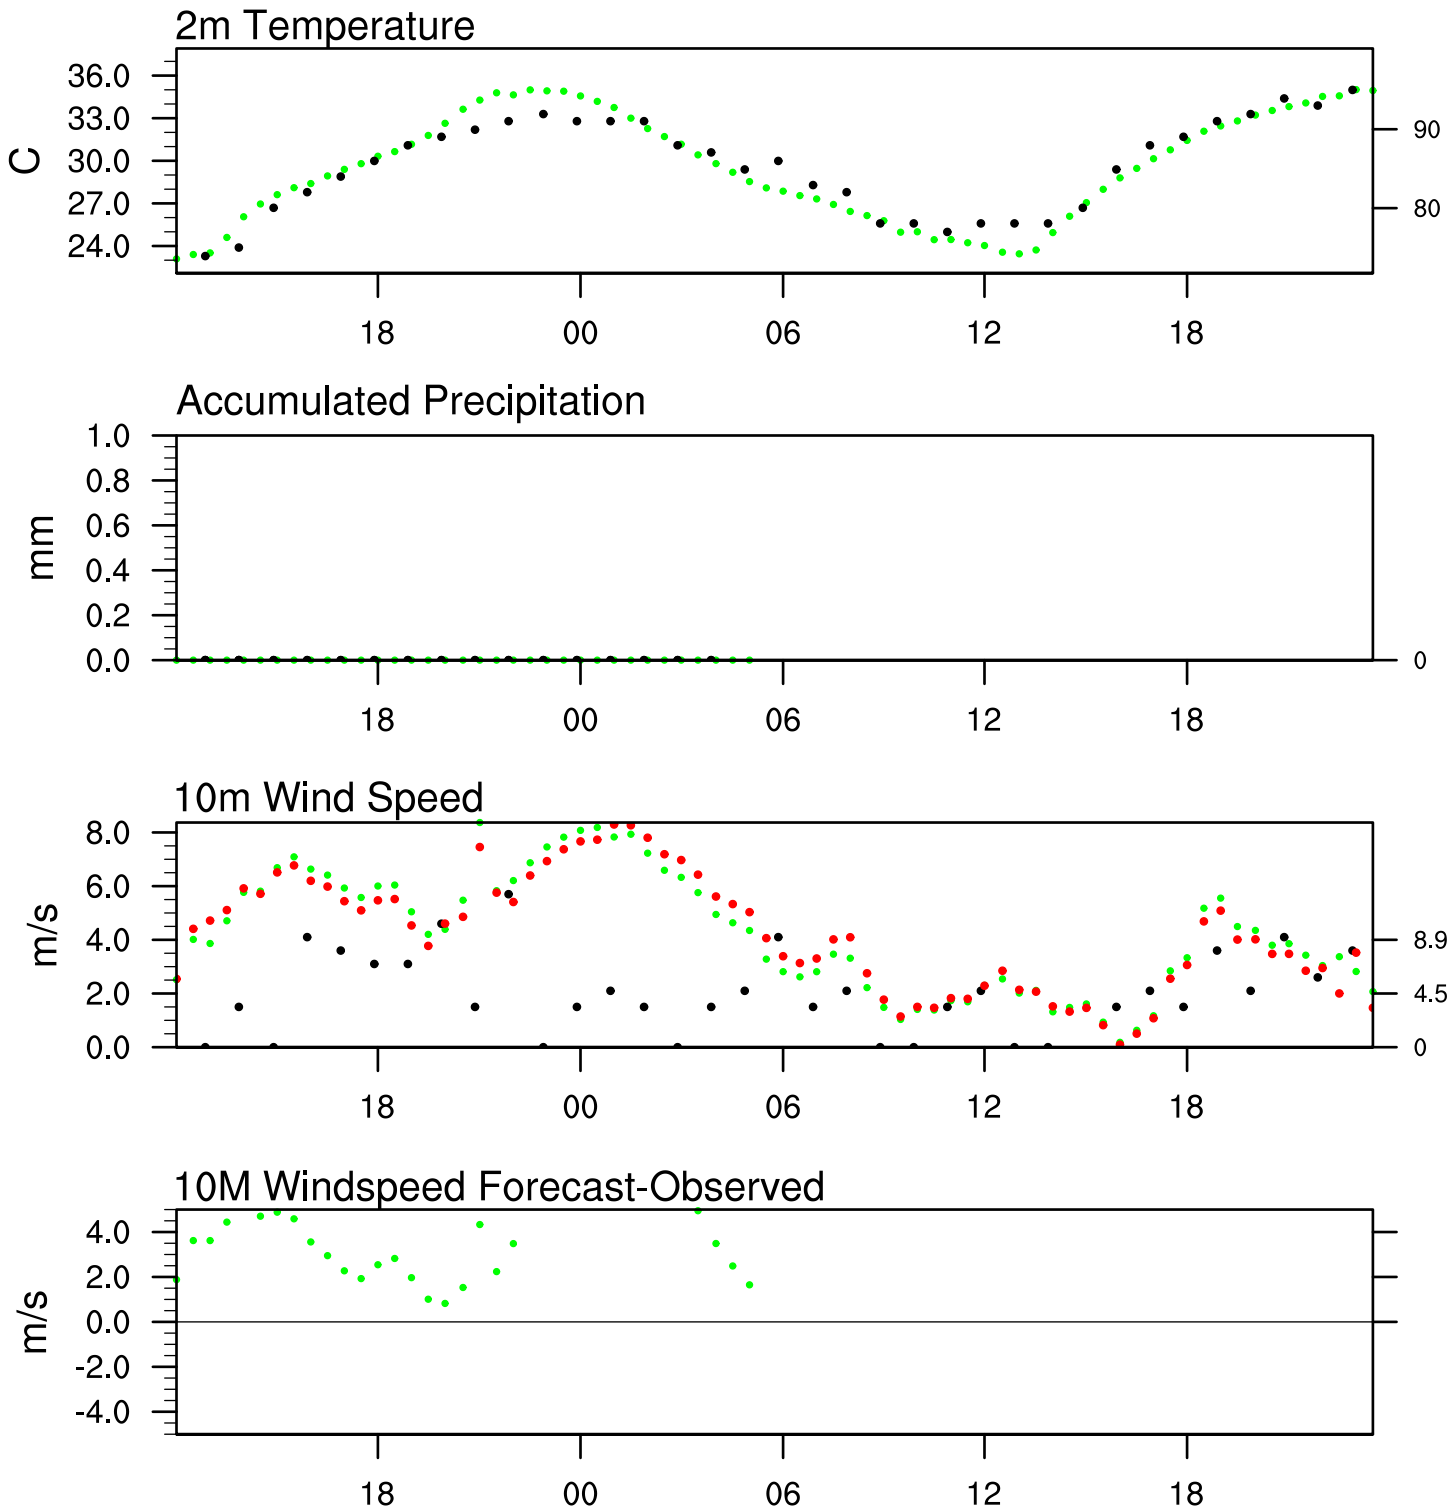 2m Temperature
36.0
33.0
30.0
27.0
24.0
C
90
80
18 00 06 12 18
Accumulated Precipitation
1.0
0.8
0.6
0.4
0.2
0.0
mm
0
18 00 06 12 18
10m Wind Speed
8.0
6.0
4.0
2.0
0.0
m/s
8.9
4.5
0
18 00 06 12 18
10M Windspeed Forecast-Observed
4.0
2.0
0.0
-2.0
-4.0
m/s
18 00 06 12 18